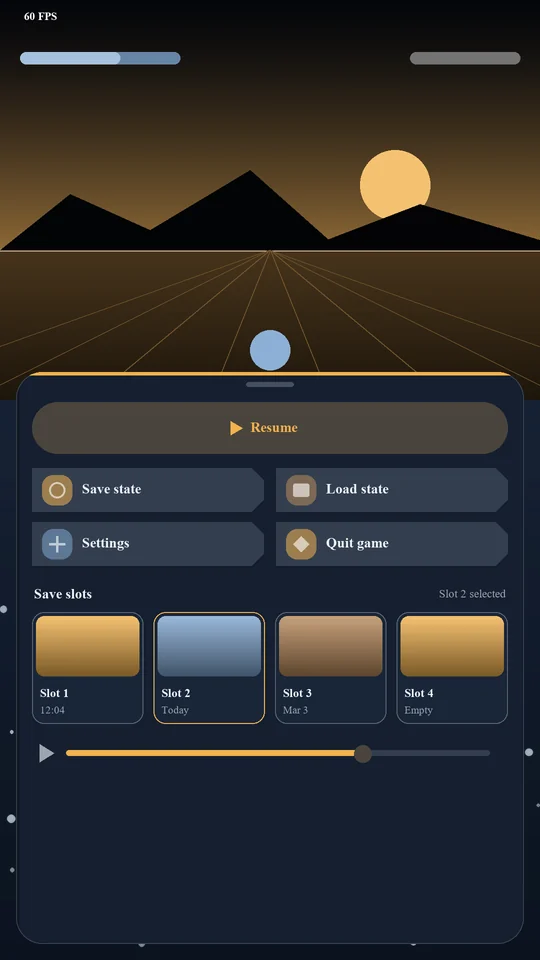 60 FPS
Resume
Save state
Load state
Settings
Quit game
Save slots
Slot 2 selected
Slot 1
12:04
Slot 2
Today
Slot 3
Mar 3
Slot 4
Empty